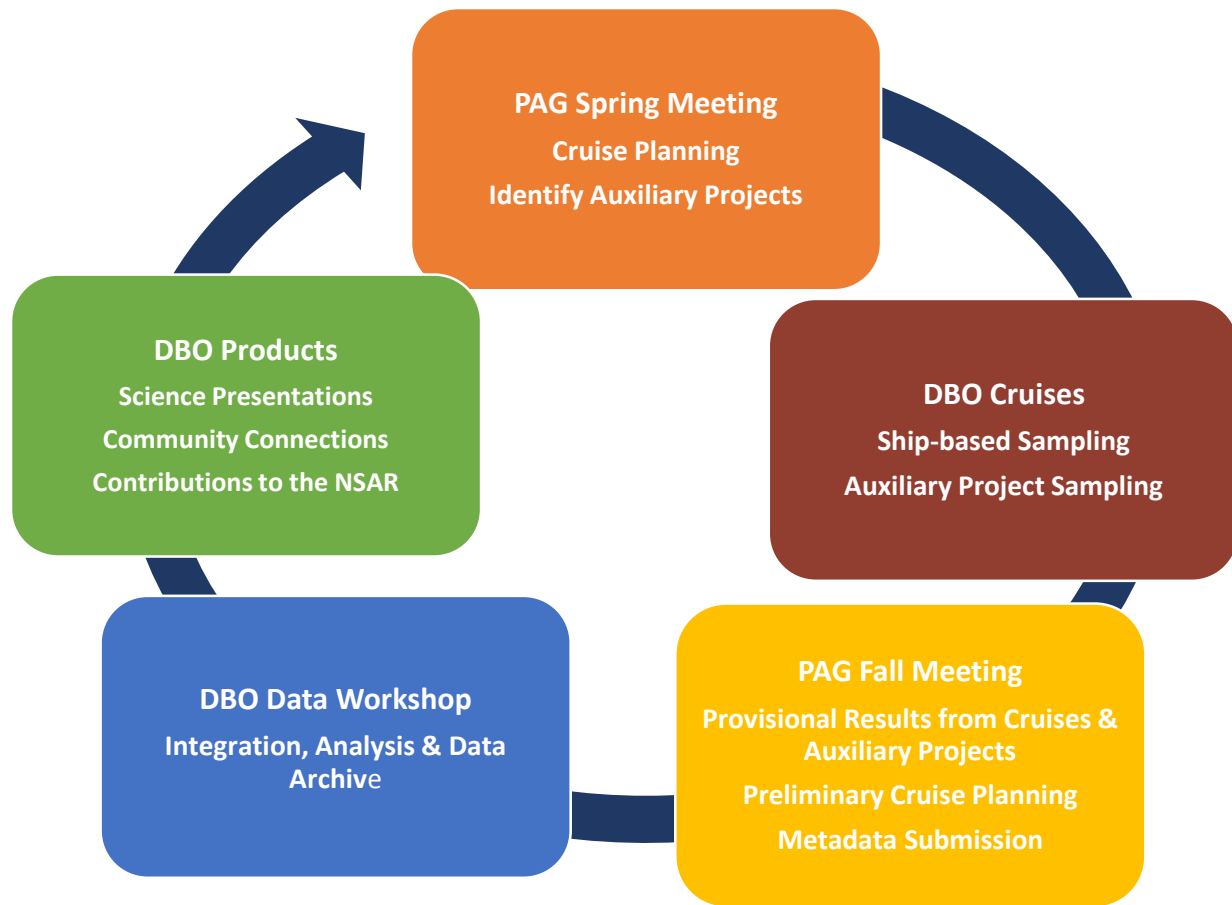 PAG Spring Meeting
Cruise Planning
Identify Auxiliary Projects
DBO Cruises
Ship-based Sampling
Auxiliary Project Sampling
PAG Fall Meeting
Provisional Results from Cruises &
Auxiliary Projects
Preliminary Cruise Planning
Metadata Submission
DBO Data Workshop
Integration, Analysis & Data
Archive
DBO Products
Science Presentations
Community Connections
Contributions to the NSAR